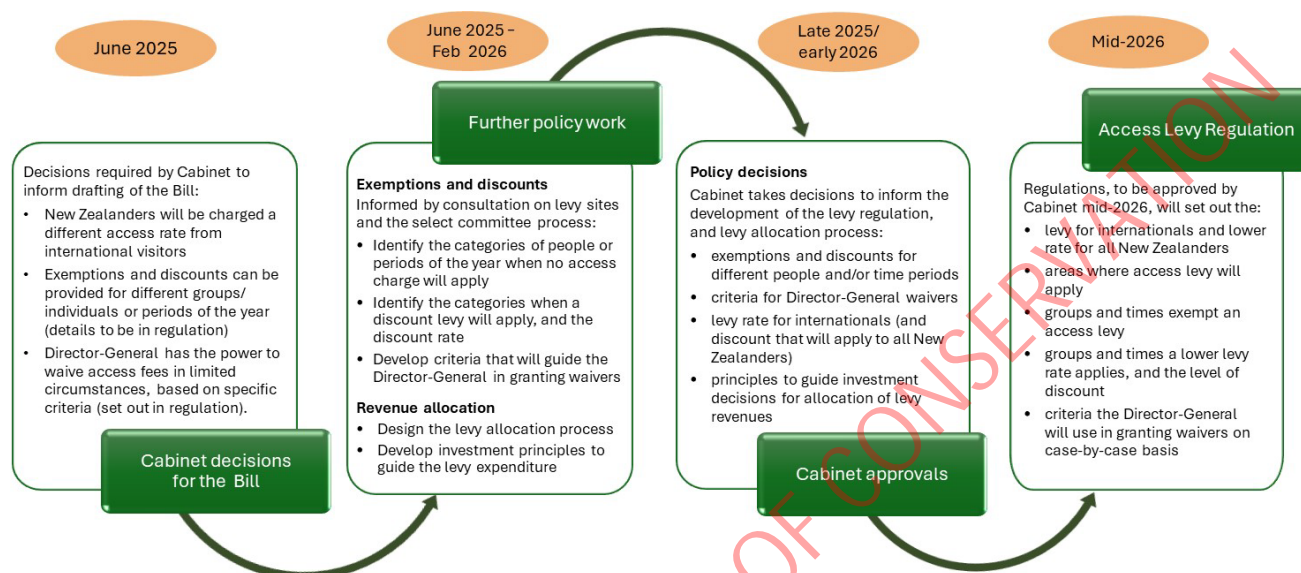 June 2025
Decisions required by Cabinet to
inform drafting of the Bill:
• New Zealanders will be charged a
different access rate from
international visitors
• Exemptions and discounts can be
provided for different groups/
individuals or periods of the year
(details to be in regulation)
• Director-General has the power to
waive access fees in limited
circumstances, based on specific
criteria (set out in regulation).
Cabinet decisions
for the Bill
June 2025 –
Feb 2026
Further policy work
Exemptions and discounts
Informed by consultation on levy sites
and the select committee process:
• Identify the categories of people or
periods of the year when no access
charge will apply
• Identify the categories when a
discount levy will apply, and the
discount rate
• Develop criteria that will guide the
Director-General in granting waivers
Revenue allocation
• Design the levy allocation process
• Develop investment principles to
guide the levy expenditure
Late 2025/
early 2026
Policy decisions
Cabinet takes decisions to inform the
development of the levy regulation,
and levy allocation process:
• exemptions and discounts for
different people and/or time periods
• criteria for Director-General waivers
• levy rate for internationals (and
discount that will apply to all New
Zealanders)
• principles to guide investment
decisions for allocation of levy
revenues
Cabinet approvals
Mid-2026
Access Levy Regulation
Regulations, to be approved by
Cabinet mid-2026, will set out the:
• levy for internationals and lower
rate for all New Zealanders
• areas where access levy will
apply
• groups and times exempt an
access levy
• groups and times a lower levy
rate applies, and the level of
discount
• criteria the Director-General
will use in granting waivers on
case-by-case basis
OF CONSERVATION